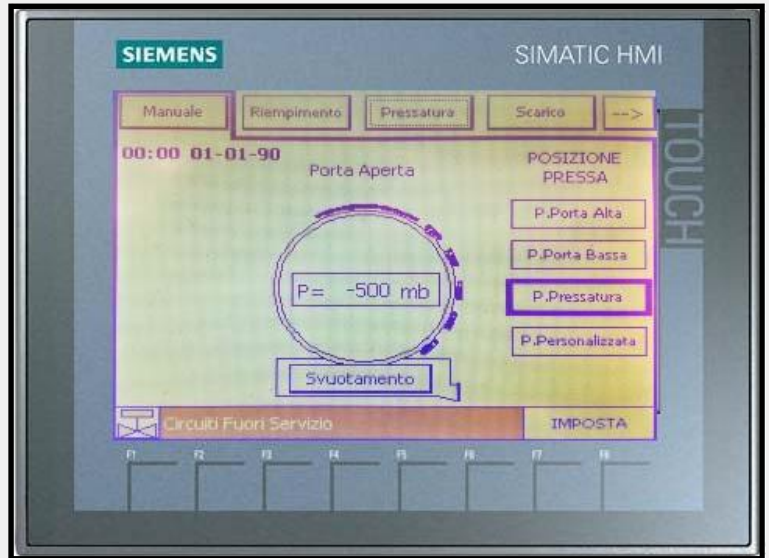 SIEMENS
SIMATIC HMI
TOUCH
Manuale
Riempimento
Pressatura
Scarico
-->
00:00 01-01-90
Porta Aperta
POSIZIONE
PRESSA
P.Porta Alta
P.Porta Bassa
P= -500 mb
P.Pressatura
P.Personalizzata
Svuotamento
Circuiti Fuori Servizio
IMPOSTA
F1 F2 F3 F4 F5 F6 F7 F8